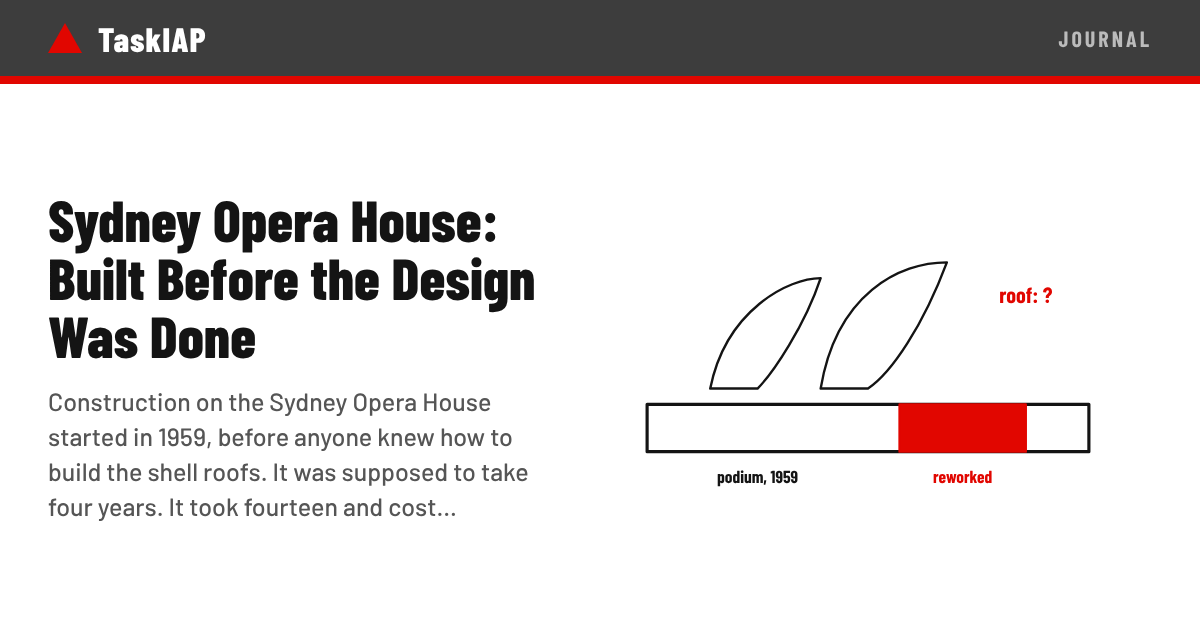 TaskIAP
JOURNAL
Sydney Opera House:
Built Before the Design
Was Done
Construction on the Sydney Opera House
started in 1959, before anyone knew how to
build the shell roofs. It was supposed to take
four years. It took fourteen and cost...
roof: ?
podium, 1959
reworked